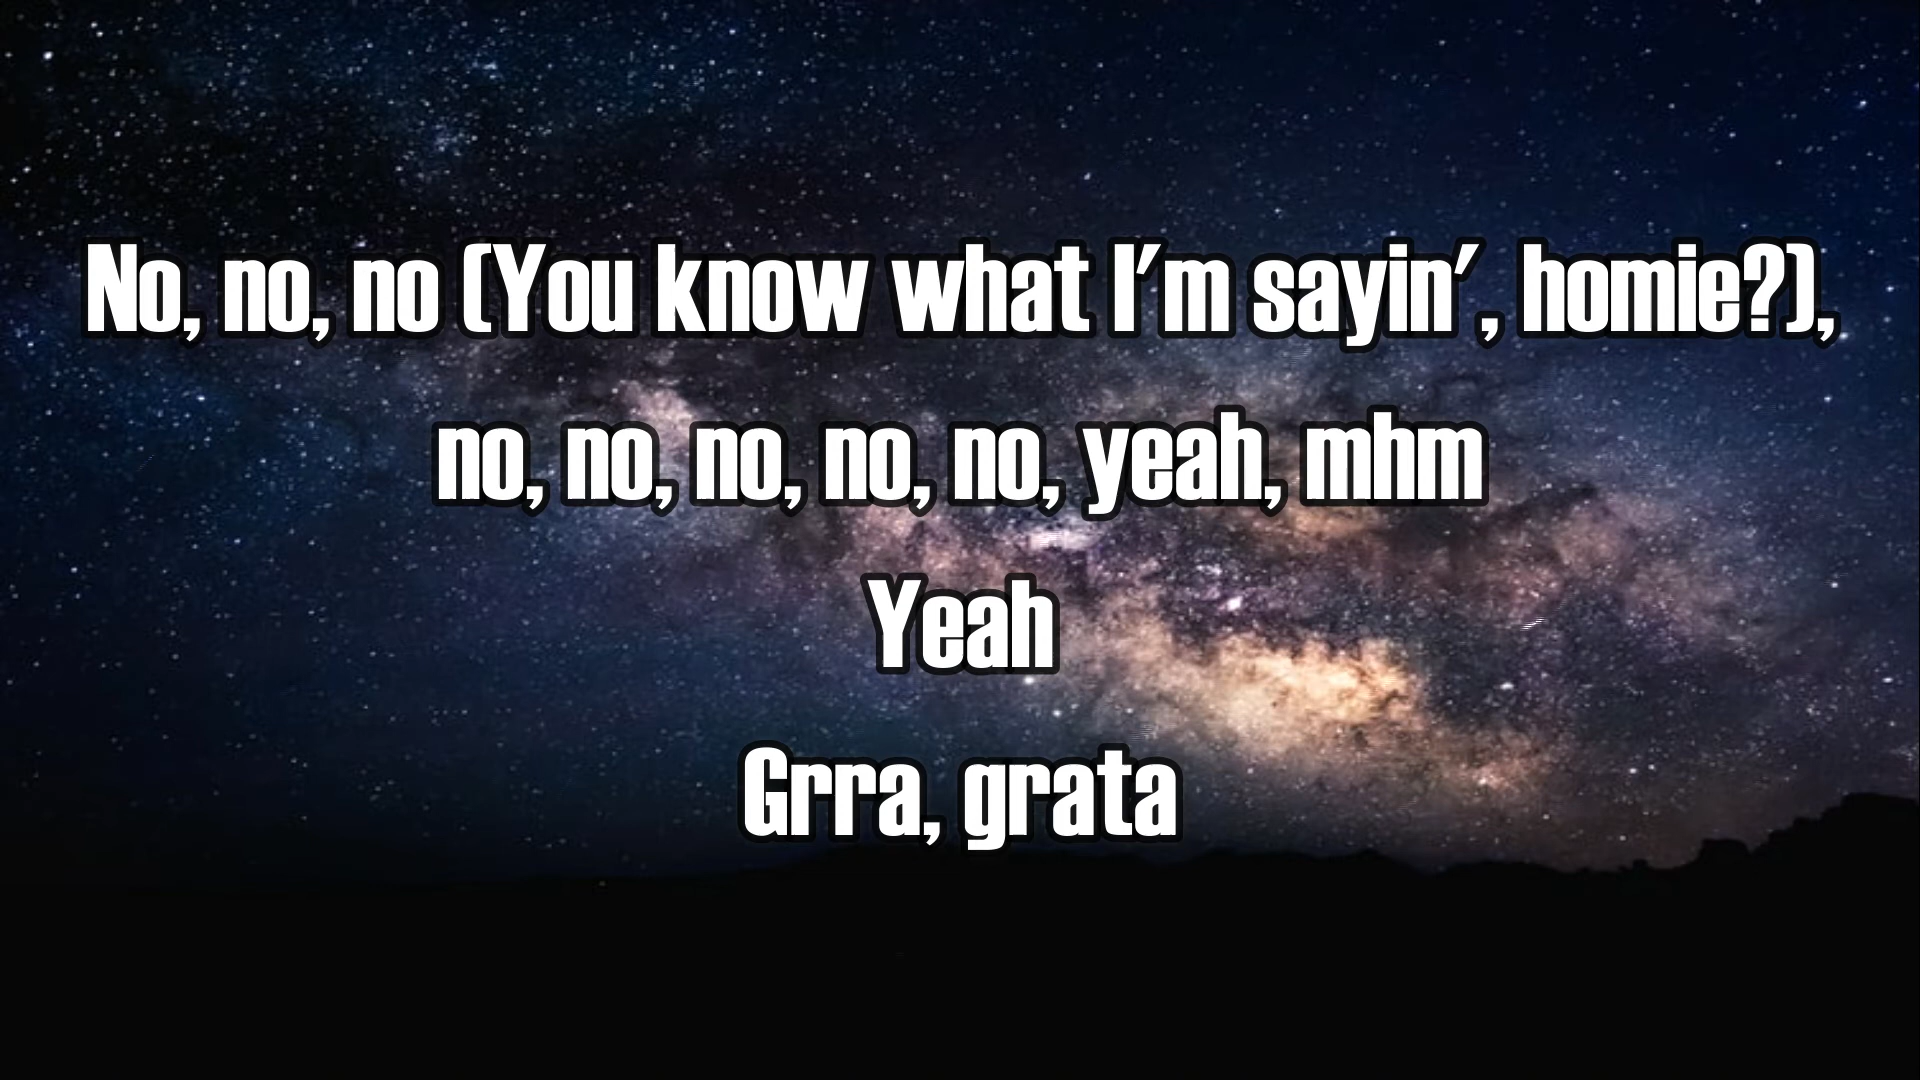 No, no, no (You know what I'm sayin', homie?),
no, no, no, no, no, yeah, mhm
Yeah
Grra, grata